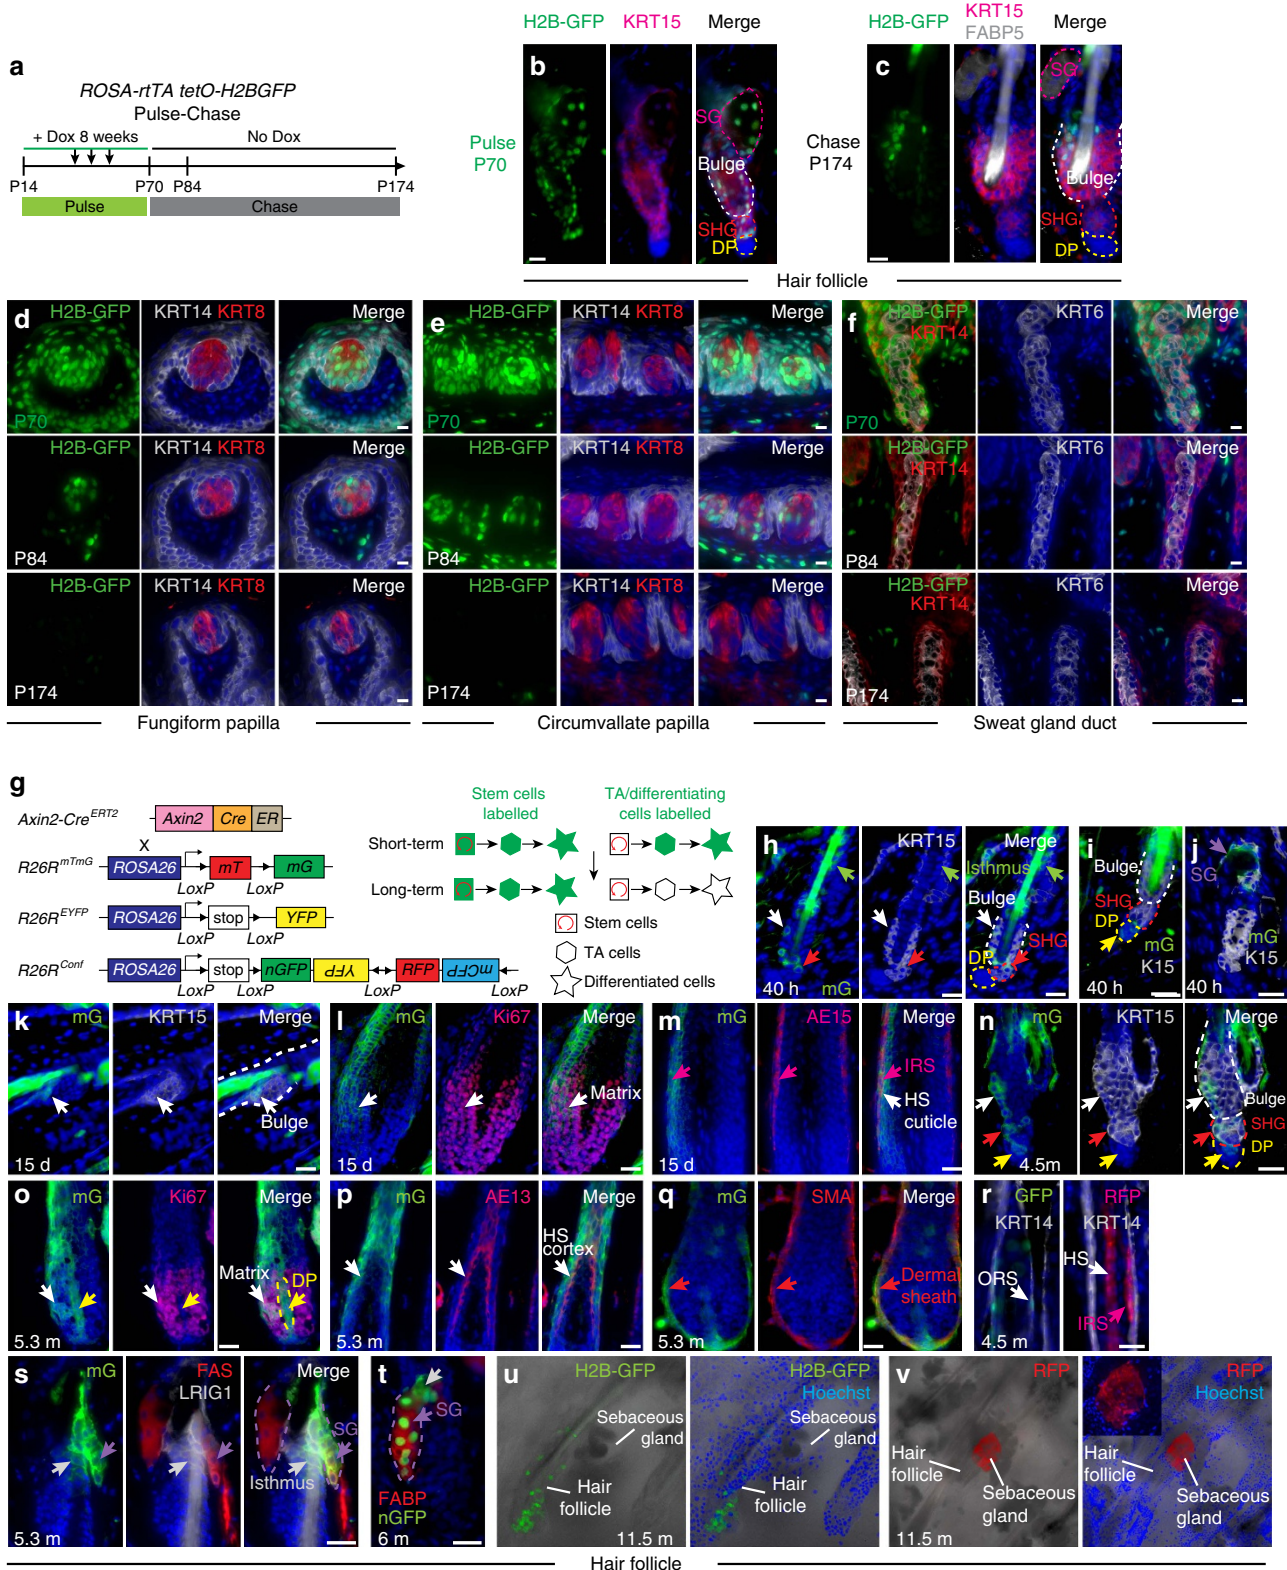 a
ROSA-rtTA tetO-H2BGFP
Pulse-Chase
+ Dox 8 weeks
No Dox
P14
P70
P84
P174
Pulse
Chase
H2B-GFP
KRT15
Merge
b
Pulse
P70
SG
Bulge
SHG
DP
H2B-GFP
KRT15
FABP5
Merge
c
Chase
P174
SG
Bulge
SHG
DP
Hair follicle
d
H2B-GFP
KRT14 KRT8
Merge
P70
H2B-GFP
KRT14 KRT8
Merge
P84
H2B-GFP
KRT14 KRT8
Merge
P174
Fungiform papilla
e
H2B-GFP
KRT14 KRT8
Merge
P70
H2B-GFP
KRT14 KRT8
Merge
P84
H2B-GFP
KRT14 KRT8
Merge
P174
Circumvallate papilla
f
H2B-GFP
KRT14
KRT6
Merge
P70
H2B-GFP
KRT14
KRT6
Merge
P84
H2B-GFP
KRT14
KRT6
Merge
P174
Sweat gland duct
g
Axin2-CreERT2
Axin2 Cre ER
X
R26RmTmG
ROSA26 mT mG
LoxP LoxP
R26REYFP
ROSA26 stop YFP
LoxP LoxP
R26RConf
ROSA26 stop nGFP YFP RFP mCFP
LoxP LoxP LoxP LoxP
Stem cells
labelled
TA/differentiating
cells labelled
Short-term
Long-term
Stem cells
TA cells
Differentiated cells
h
KRT15
Merge
Isthmus
Bulge
SHG
DP
40 h
mG
i
Bulge
SHG
DP
mG
K15
40 h
j
SG
mG
K15
40 h
k
mG
KRT15
Merge
Bulge
15 d
l
mG
Ki67
Merge
Matrix
15 d
m
mG
AE15
Merge
IRS
HS
cuticle
15 d
n
mG
KRT15
Merge
Bulge
SHG
DP
4.5m
o
mG
Ki67
Merge
Matrix
DP
5.3 m
p
mG
AE13
Merge
HS
cortex
5.3 m
q
mG
SMA
Merge
Dermal
sheath
5.3 m
r
GFP
KRT14
RFP
KRT14
HS
ORS
IRS
4.5 m
s
mG
FAS
LRIG1
Merge
SG
Isthmus
5.3 m
t
SG
FABP
nGFP
6 m
u
H2B-GFP
Sebaceous
gland
Hair
follicle
11.5 m
H2B-GFP
Hoechst
Sebaceous
gland
Hair
follicle
v
RFP
Hair
follicle
Sebaceous
gland
11.5 m
RFP
Hoechst
Hair
follicle
Sebaceous
gland
Hair follicle